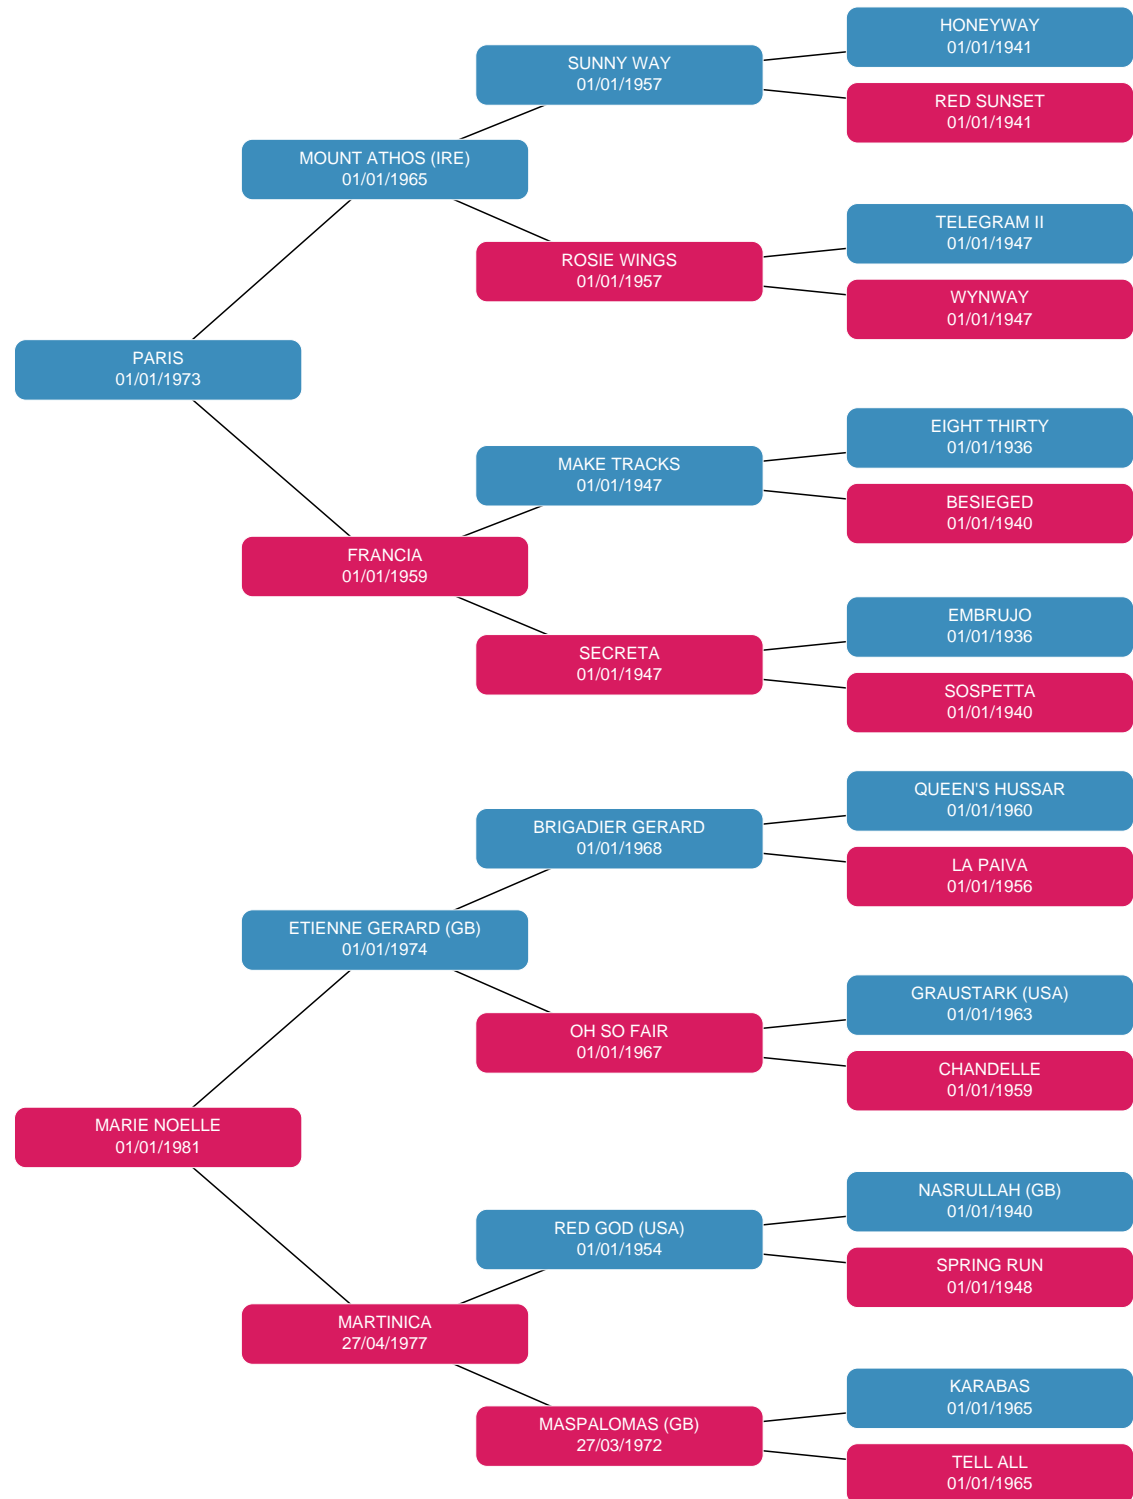 HONEYWAY
01/01/1941
SUNNY WAY
01/01/1957
RED SUNSET
01/01/1941
MOUNT ATHOS (IRE)
01/01/1965
TELEGRAM II
01/01/1947
ROSIE WINGS
01/01/1957
WYNWAY
01/01/1947
PARIS
01/01/1973
EIGHT THIRTY
01/01/1936
MAKE TRACKS
01/01/1947
BESIEGED
01/01/1940
FRANCIA
01/01/1959
EMBRUJO
01/01/1936
SECRETA
01/01/1947
SOSPETTA
01/01/1940
QUEEN'S HUSSAR
01/01/1960
BRIGADIER GERARD
01/01/1968
LA PAIVA
01/01/1956
ETIENNE GERARD (GB)
01/01/1974
GRAUSTARK (USA)
01/01/1963
OH SO FAIR
01/01/1967
CHANDELLE
01/01/1959
MARIE NOELLE
01/01/1981
NASRULLAH (GB)
01/01/1940
RED GOD (USA)
01/01/1954
SPRING RUN
01/01/1948
MARTINICA
27/04/1977
KARABAS
01/01/1965
MASPALOMAS (GB)
27/03/1972
TELL ALL
01/01/1965